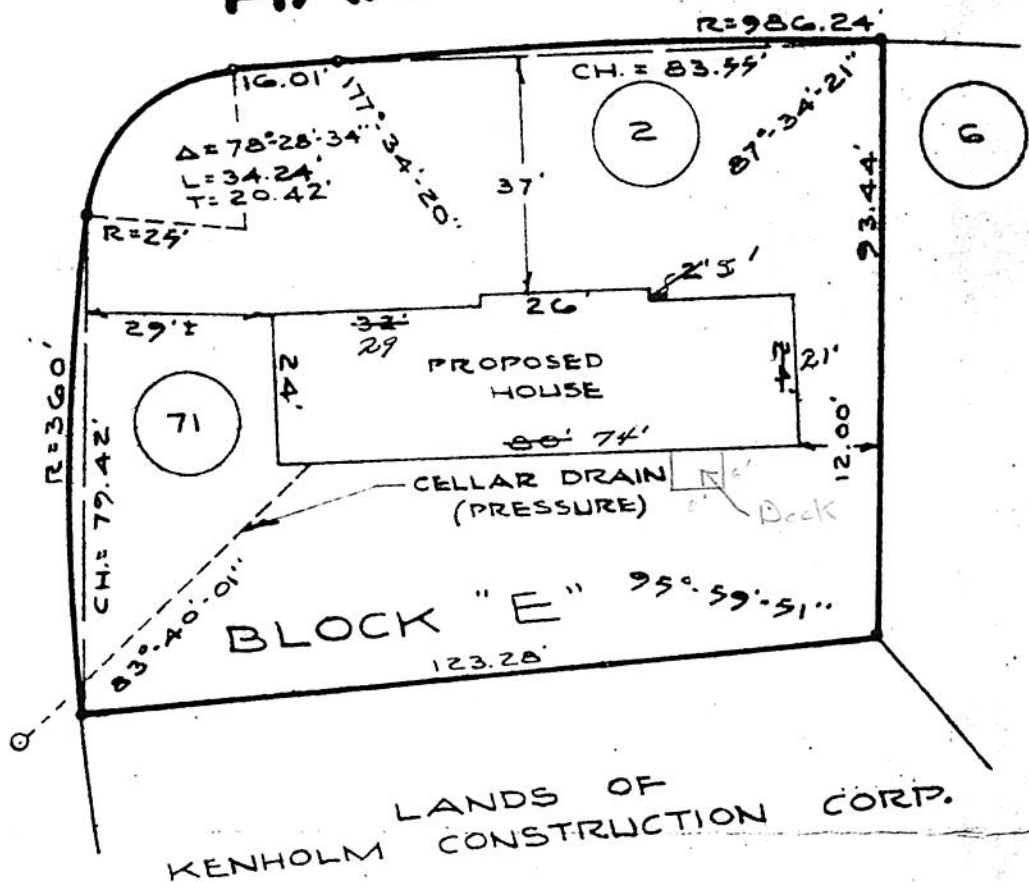 R=986.24'
16.01'
CH. = 83.55'
177°-34'-20"
87°-34'-21"
2
6
Δ = 78°-28'-34"
L = 34.24'
T = 20.42'
37'
93.44'
R=25'
2'5'
26'
29'±
32'
29
24'
PROPOSED
HOUSE
24'
21'
R=360'
71
80' 74'
12.00'
CH. = 79.42'
CELLAR DRAIN
(PRESSURE)
6'
8'
Deck
83°-40'-01"
BLOCK "E"
95°-59'-51"
123.28'
LANDS OF
KENHOLM CONSTRUCTION CORP.